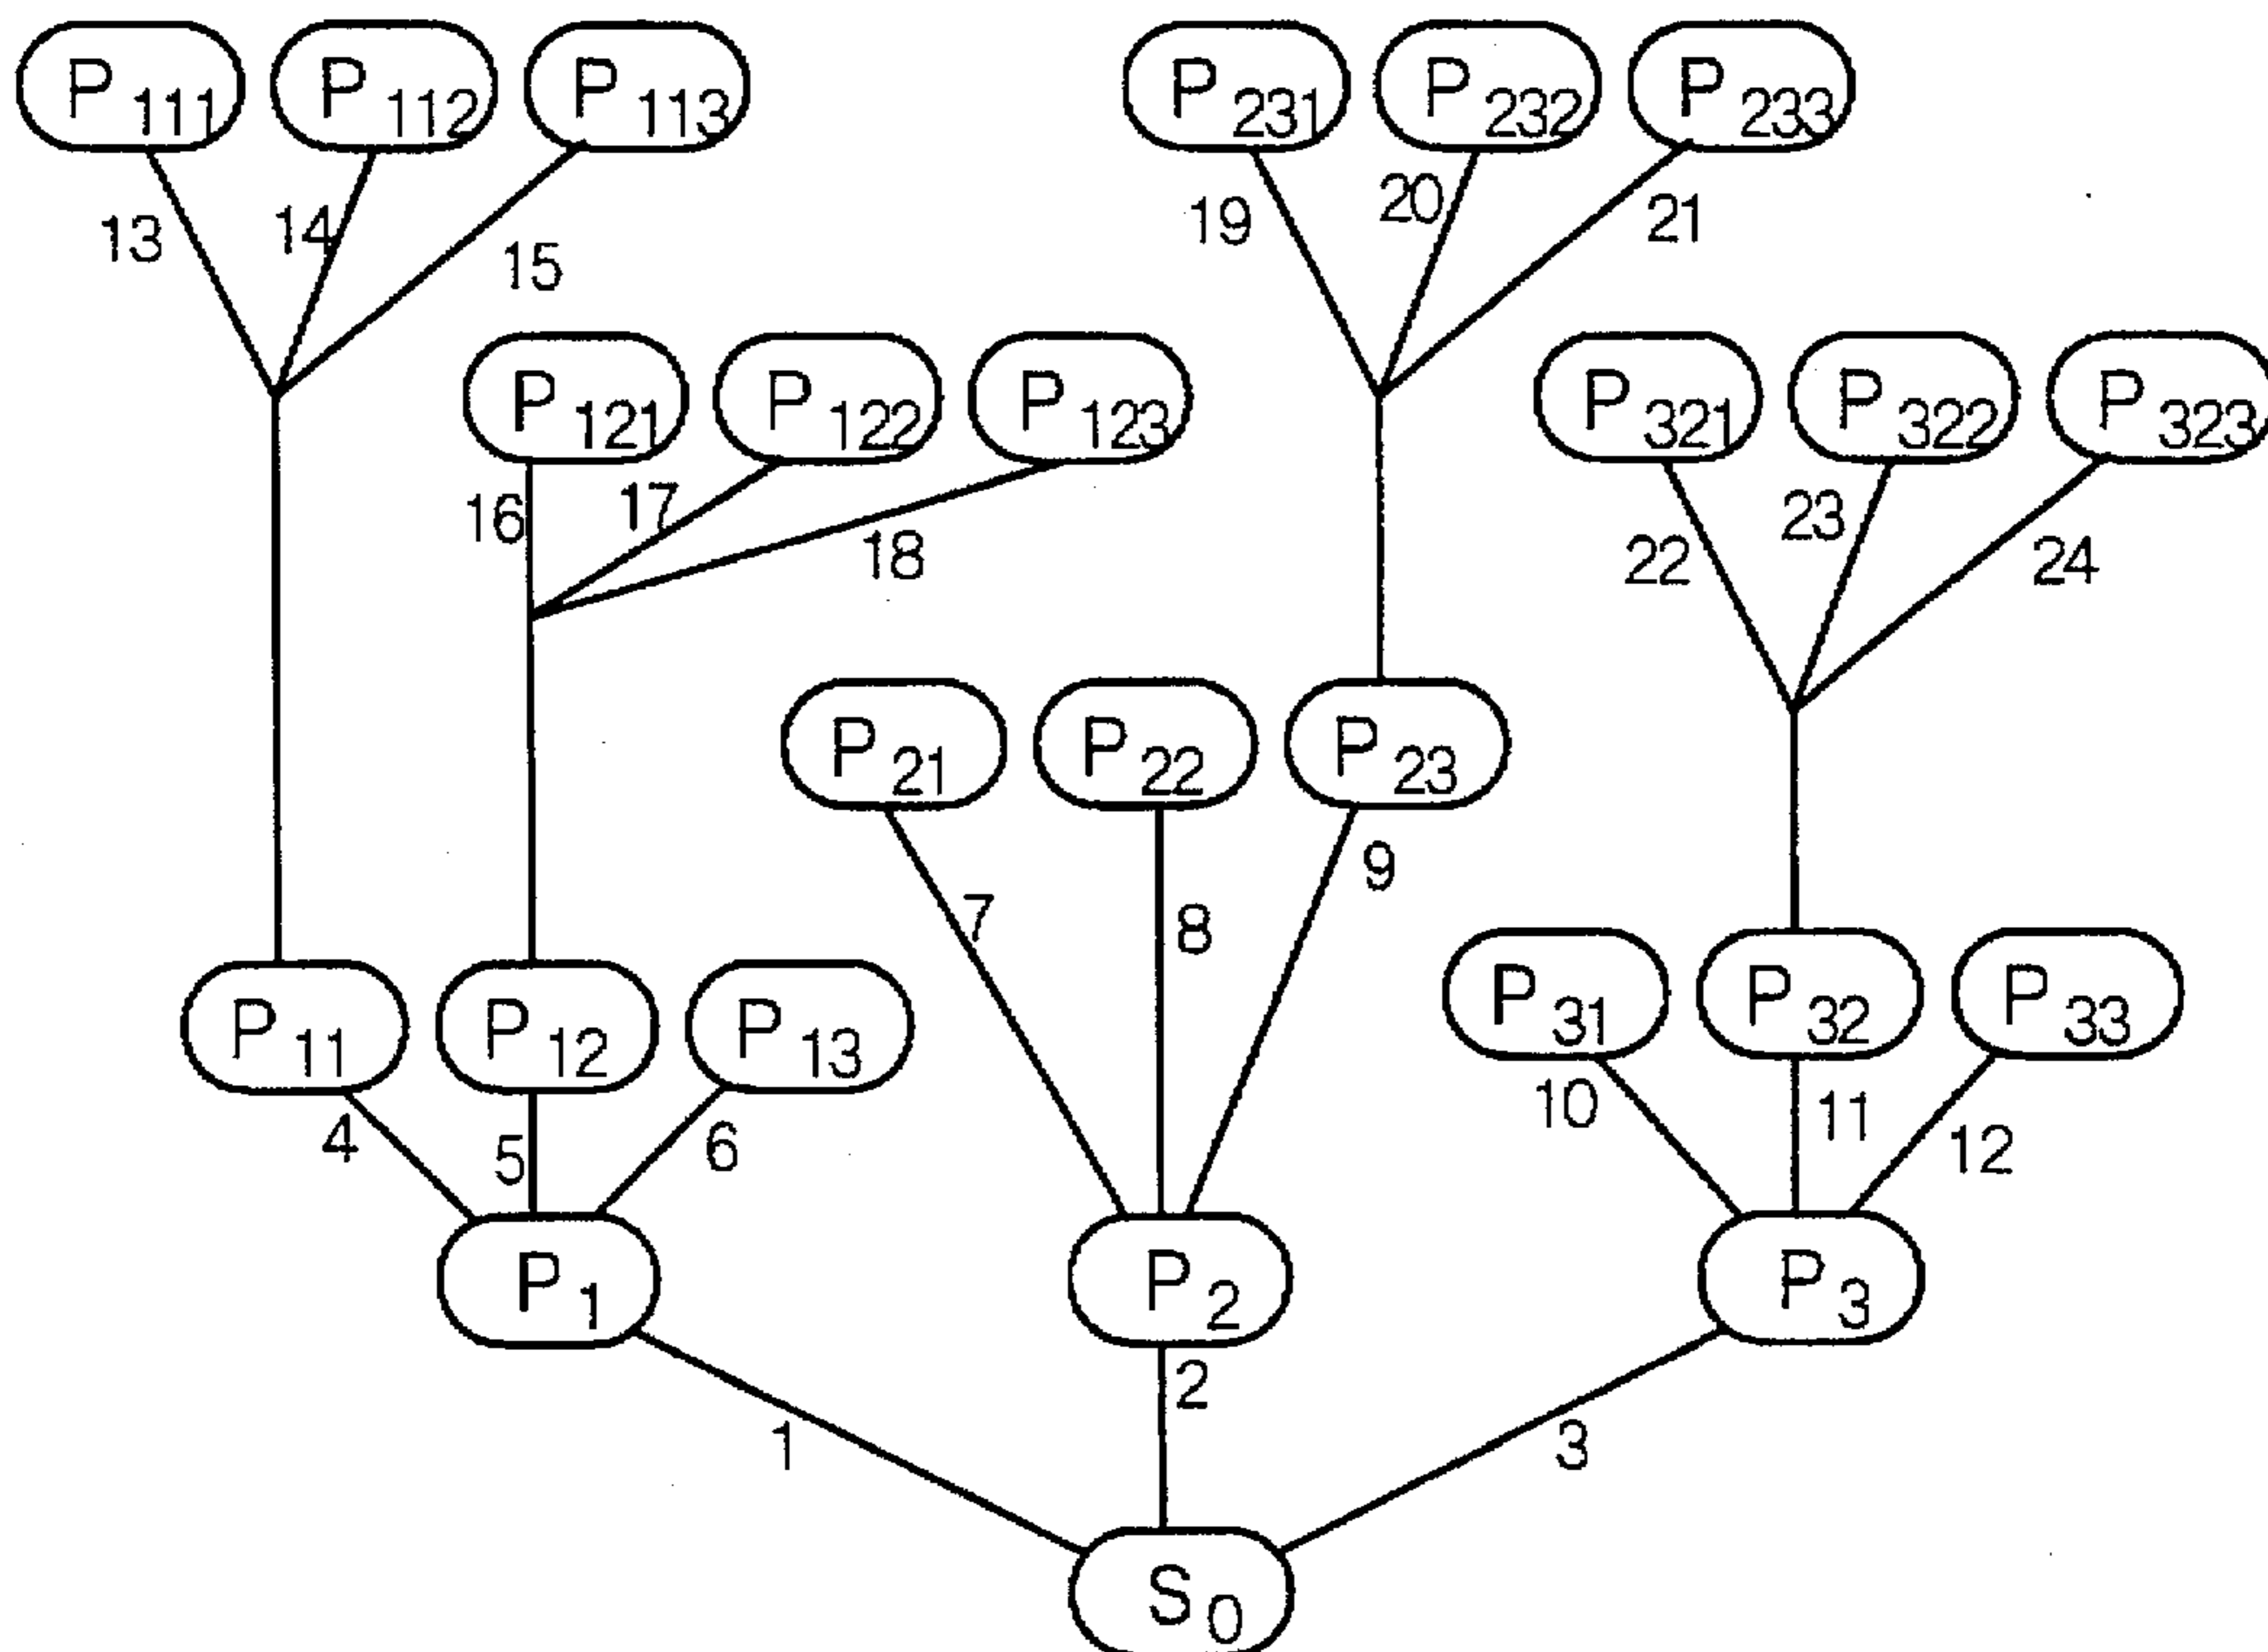 P111 P112 P113 P231 P232 P233
13 14 15 19 20 21
P121 P122 P123 P321 P322 P323
16 17 18 22 23 24
P21 P22 P23
7 8 9
P11 P12 P13 P31 P32 P33
4 5 6 10 11 12
P1 P2 P3
1 2 3
S0